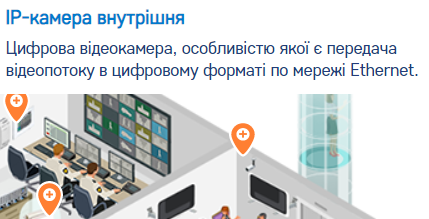 IP-камера внутрішня
Цифрова відеокамера, особливістю якої є передача
відеопотоку в цифровому форматі по мережі Ethernet.